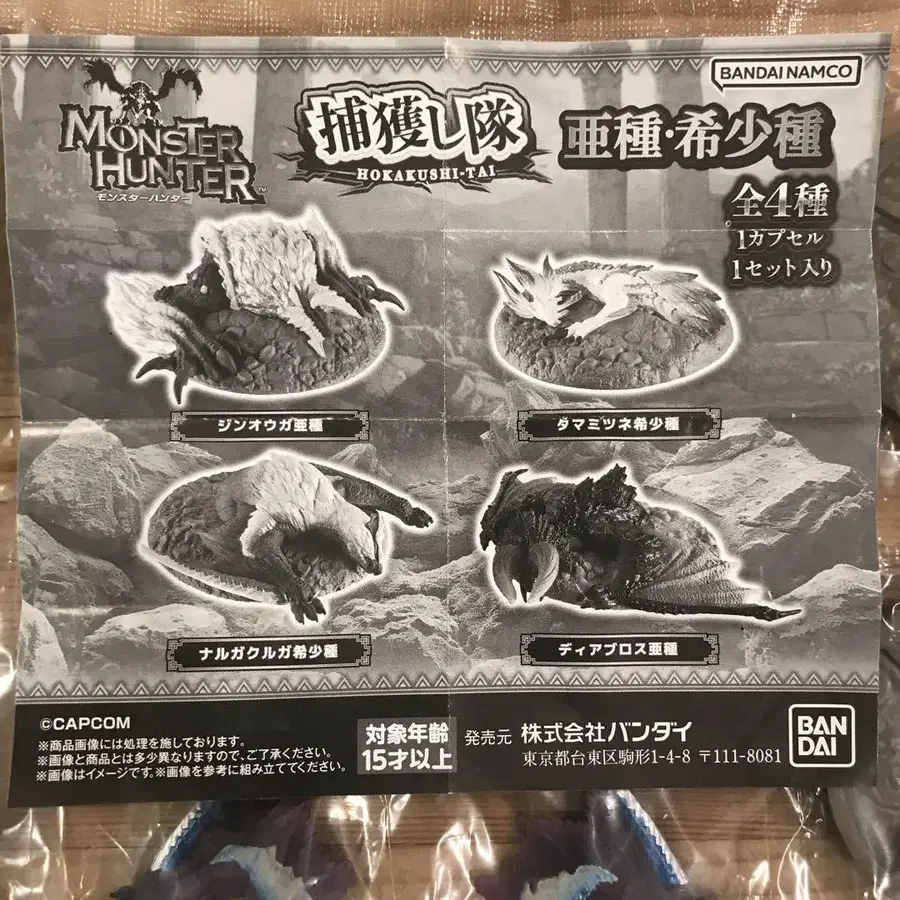 BANDAI NAMCO
MONSTER HUNTER™
モンスターハンター
捕獲し隊
HOKAKUSHI-TAI
亜種・希少種
全4種
1カプセル
1セット入り
ジンオウガ亜種
タマミツネ希少種
ナルガクルガ希少種
ディアブロス亜種
©CAPCOM
※商品画像には処理を施しております。
※画像と商品とは多少異なりますので、ご了承ください。
※画像はイメージです。※画像を参考に組み立ててください。
対象年齢
15才以上
発売元 株式会社バンダイ
東京都台東区駒形1-4-8 〒111-8081
BAN
DAI